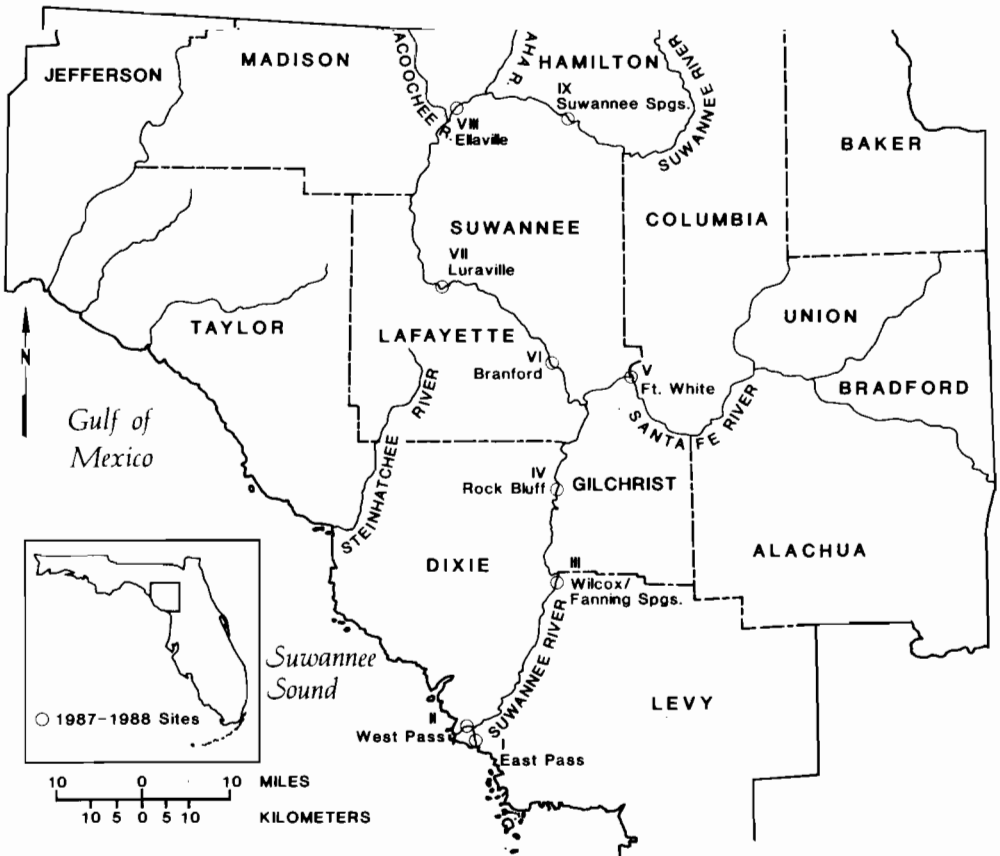 JEFFERSON
MADISON
ACOOCHEE R.
AHA R.
HAMILTON
IX
Suwannee Spgs.
SUWANNEE RIVER
SUWANNEE RIVER
VIII
Ellaville
BAKER
SUWANNEE
COLUMBIA
VII
Luraville
TAYLOR
LAFAYETTE
UNION
VI
Branford
V
Ft. White
BRADFORD
N
Gulf of
Mexico
RIVER
STEINHATCHEE
SANTA FE RIVER
IV
Rock Bluff
GILCHRIST
ALACHUA
DIXIE
III
Wilcox/
Fanning Spgs.
SUWANNEE RIVER
Suwannee
Sound
LEVY
II
West Pass
I
East Pass
1987-1988 Sites
10 0 10 MILES
10 5 0 5 10 KILOMETERS